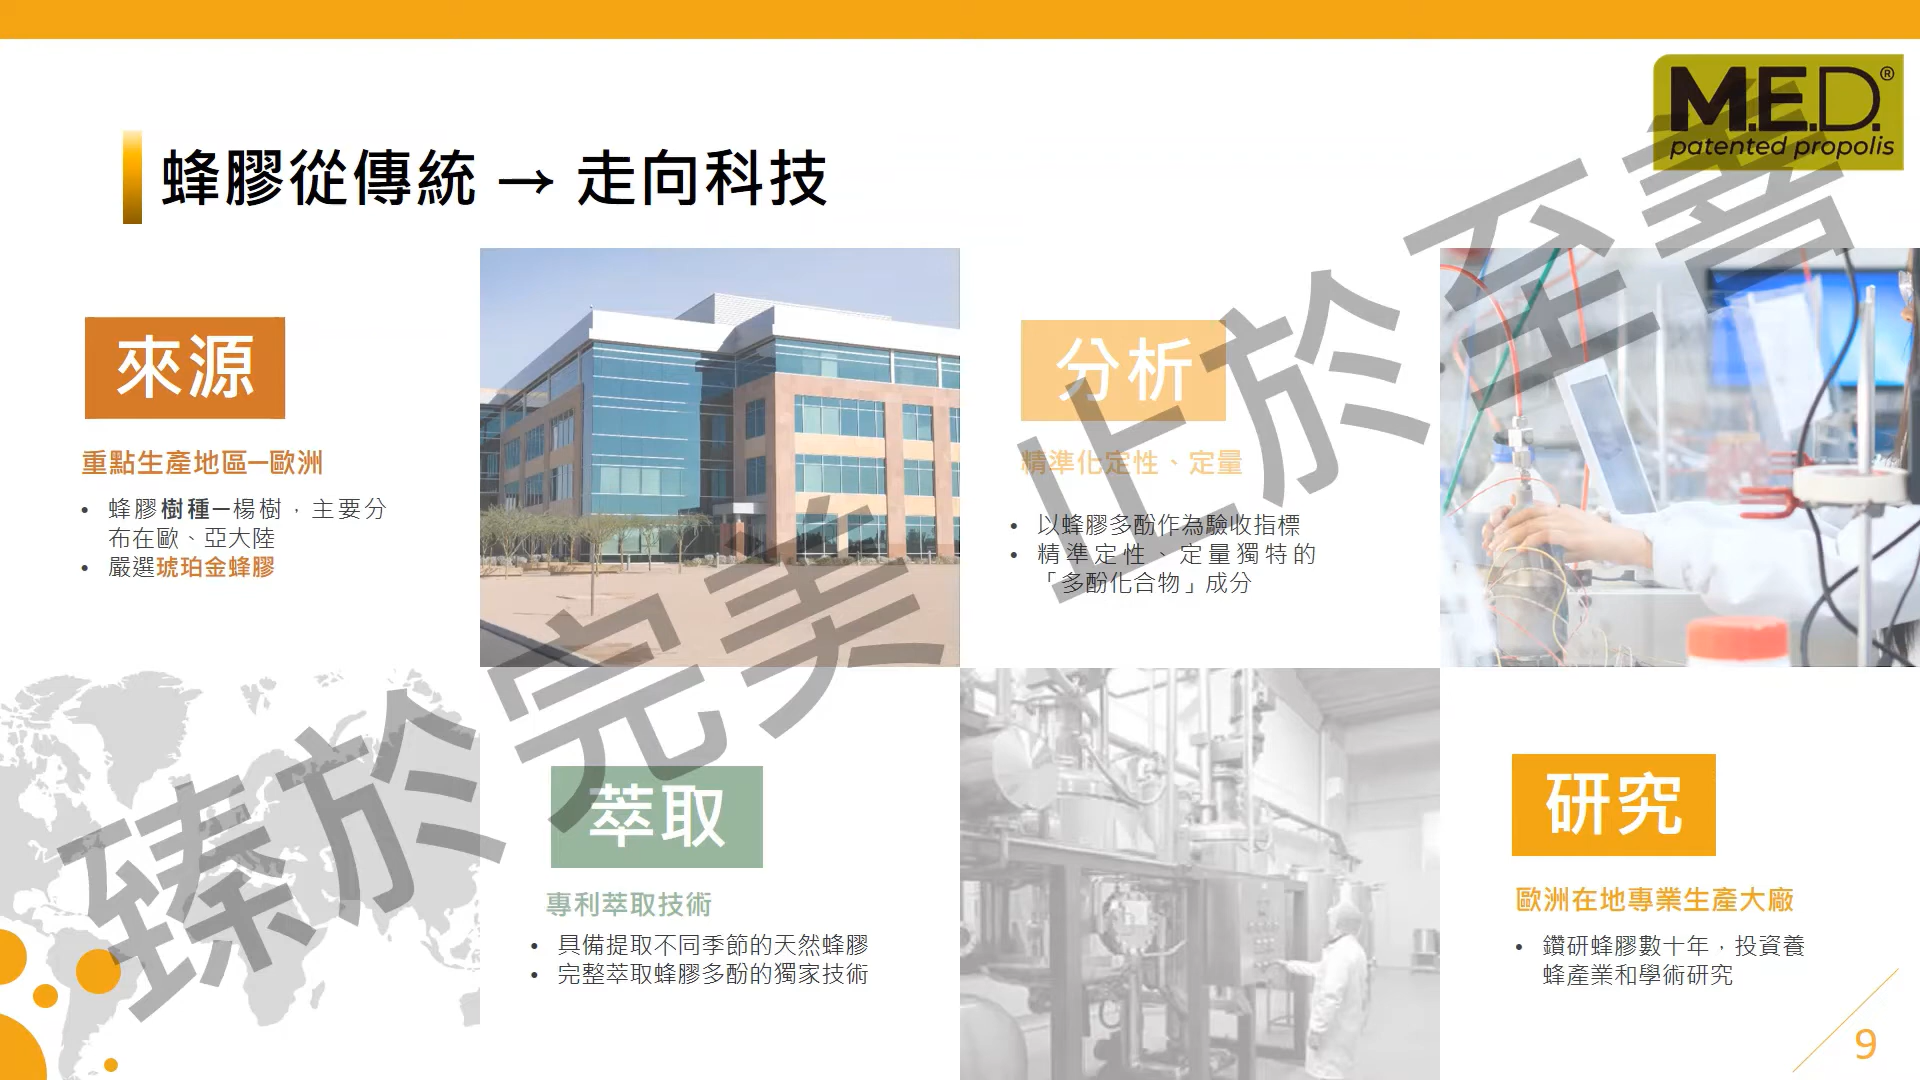 M.E.D.®
patented propolis
蜂膠從傳統 → 走向科技
來源
重點生產地區—歐洲
• 蜂膠樹種—楊樹，主要分
布在歐、亞大陸
• 嚴選琥珀金蜂膠
分析
精準化定性、定量
• 以蜂膠多酚作為驗收指標
• 精準定性、定量獨特的
「多酚化合物」成分
萃取
專利萃取技術
• 具備提取不同季節的天然蜂膠
• 完整萃取蜂膠多酚的獨家技術
研究
歐洲在地專業生產大廠
• 鑽研蜂膠數十年，投資養
蜂產業和學術研究
臻於完美 止於至善
9